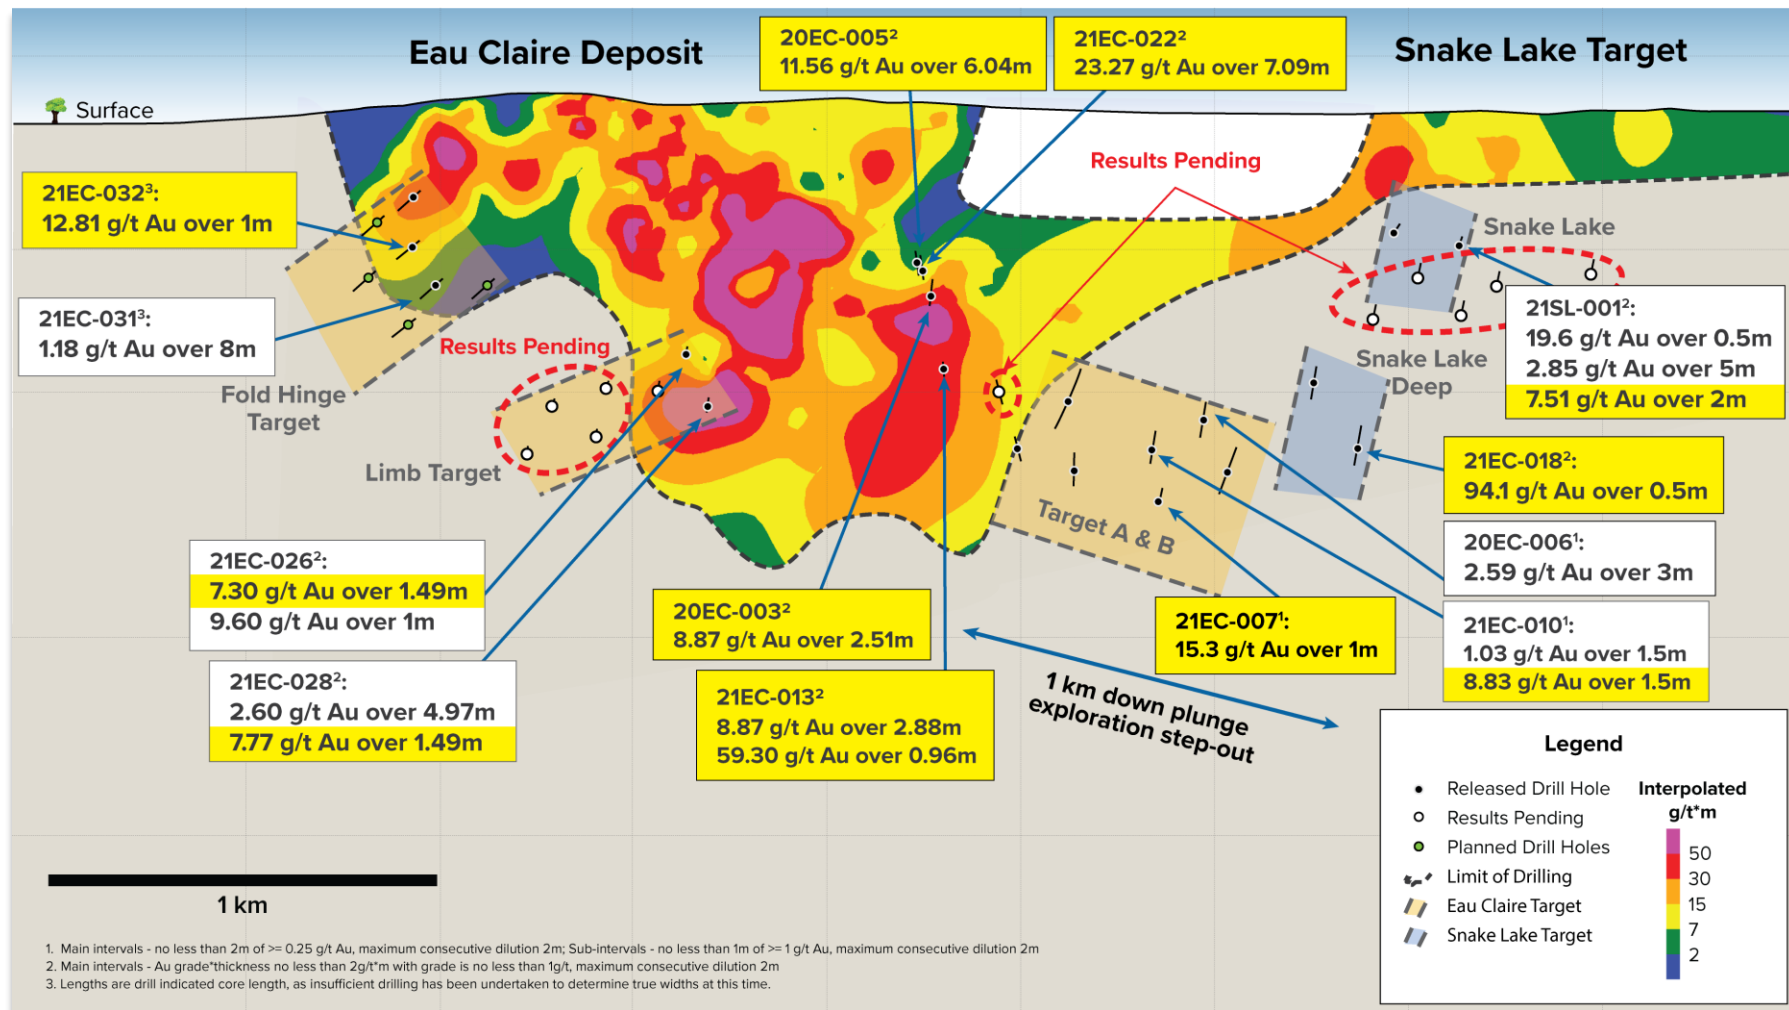 Eau Claire Deposit
Snake Lake Target
20EC-005²
11.56 g/t Au over 6.04m
21EC-022²
23.27 g/t Au over 7.09m
Surface
Results Pending
21EC-032³:
12.81 g/t Au over 1m
21EC-031³:
1.18 g/t Au over 8m
Fold Hinge
Target
Results Pending
Limb Target
Snake Lake
Snake Lake
Deep
21SL-001²:
19.6 g/t Au over 0.5m
2.85 g/t Au over 5m
7.51 g/t Au over 2m
21EC-018²:
94.1 g/t Au over 0.5m
Target A & B
20EC-006¹:
2.59 g/t Au over 3m
21EC-026²:
7.30 g/t Au over 1.49m
9.60 g/t Au over 1m
20EC-003²
8.87 g/t Au over 2.51m
21EC-007¹:
15.3 g/t Au over 1m
21EC-010¹:
1.03 g/t Au over 1.5m
8.83 g/t Au over 1.5m
21EC-028²:
2.60 g/t Au over 4.97m
7.77 g/t Au over 1.49m
21EC-013²
8.87 g/t Au over 2.88m
59.30 g/t Au over 0.96m
1 km down plunge
exploration step-out
Legend
Released Drill Hole
Results Pending
Planned Drill Holes
Limit of Drilling
Eau Claire Target
Snake Lake Target
Interpolated
g/t*m
50
30
15
7
2
1 km
1. Main intervals - no less than 2m of >= 0.25 g/t Au, maximum consecutive dilution 2m; Sub-intervals - no less than 1m of >= 1 g/t Au, maximum consecutive dilution 2m
2. Main intervals - Au grade*thickness no less than 2g/t*m with grade is no less than 1g/t, maximum consecutive dilution 2m
3. Lengths are drill indicated core length, as insufficient drilling has been undertaken to determine true widths at this time.